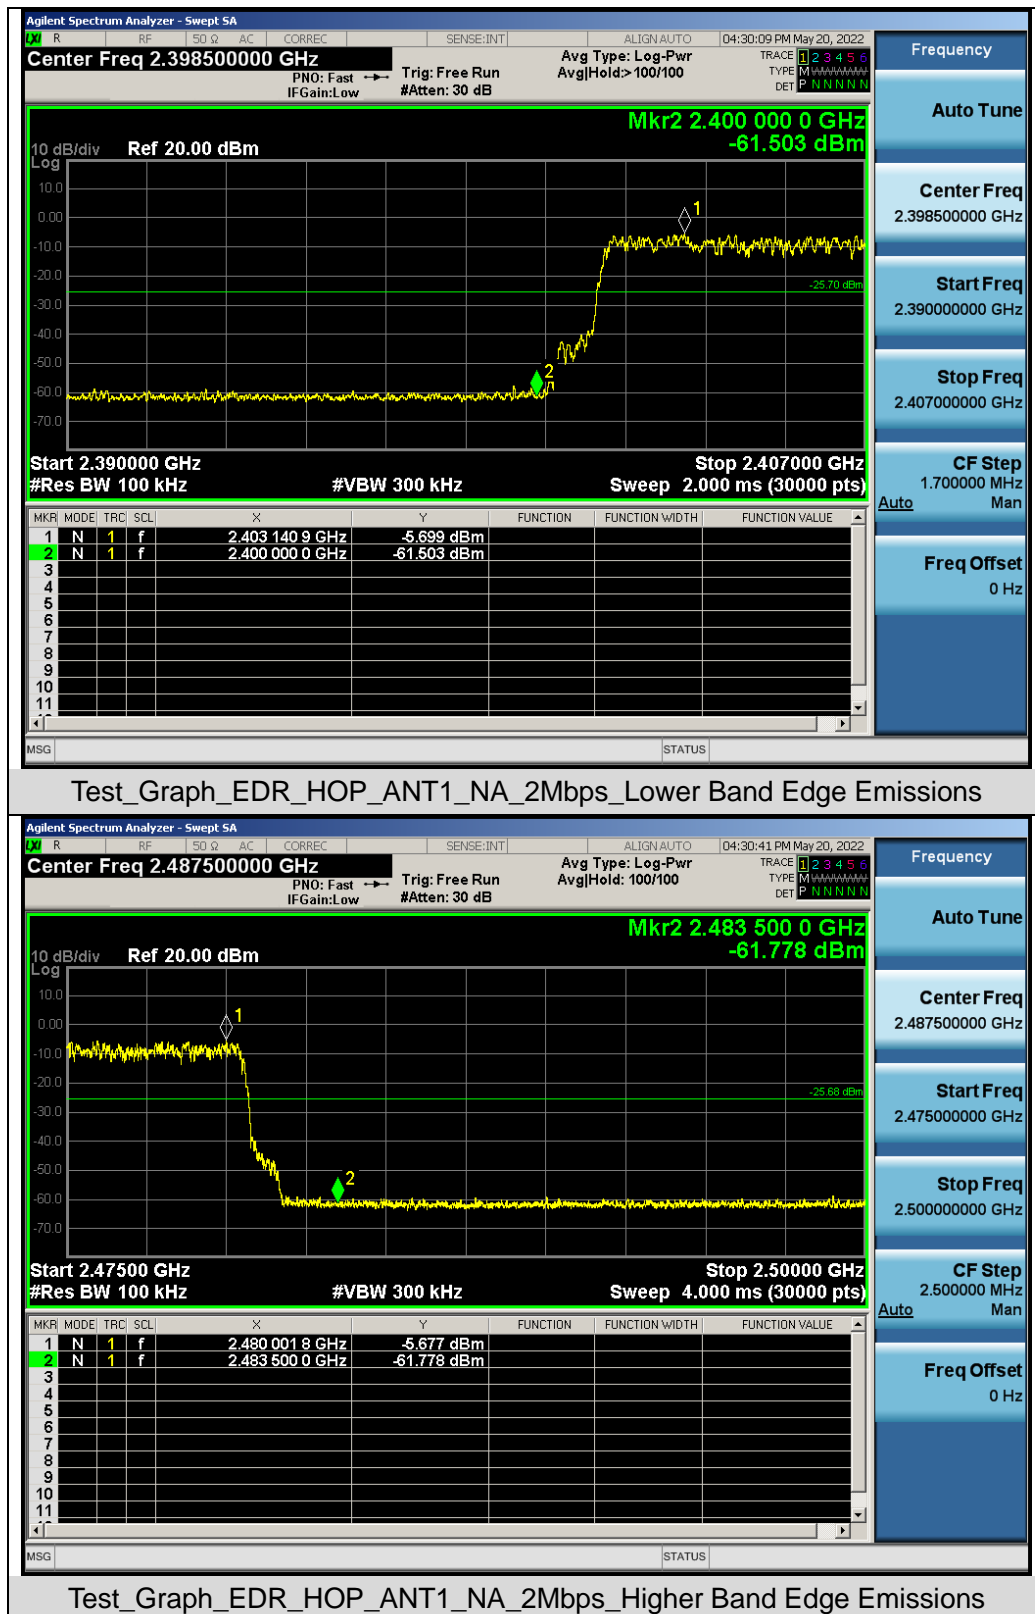 Agilent Spectrum Analyzer - Swept SA
LXI R RF 50 Ω AC CORREC SENSE:INT ALIGN AUTO 04:30:09 PM May 20, 2022
Center Freq 2.398500000 GHz Avg Type: Log-Pwr TRACE 1 2 3 4 5 6
PNO: Fast Trig: Free Run Avg|Hold:>100/100 TYPE M WWWWW
IFGain:Low #Atten: 30 dB DET P N N N N N
Frequency
Auto Tune
Center Freq
2.398500000 GHz
Start Freq
2.390000000 GHz
Stop Freq
2.407000000 GHz
CF Step
1.700000 MHz
Auto Man
Freq Offset
0 Hz
Mkr2 2.400 000 0 GHz
-61.503 dBm
10 dB/div Ref 20.00 dBm
Log
10.0
0.00
-10.0
-20.0
-30.0
-40.0
-50.0
-60.0
-70.0
1
-25.70 dBm
2
Start 2.390000 GHz Stop 2.407000 GHz
#Res BW 100 kHz #VBW 300 kHz Sweep 2.000 ms (30000 pts)
MKR MODE TRC SCL X Y FUNCTION FUNCTION WIDTH FUNCTION VALUE
1 N 1 f 2.403 140 9 GHz -5.699 dBm
2 N 1 f 2.400 000 0 GHz -61.503 dBm
3
4
5
6
7
8
9
10
11
MSG STATUS
Test_Graph_EDR_HOP_ANT1_NA_2Mbps_Lower Band Edge Emissions
Agilent Spectrum Analyzer - Swept SA
LXI R RF 50 Ω AC CORREC SENSE:INT ALIGN AUTO 04:30:41 PM May 20, 2022
Center Freq 2.487500000 GHz Avg Type: Log-Pwr TRACE 1 2 3 4 5 6
PNO: Fast Trig: Free Run Avg|Hold: 100/100 TYPE M WWWWW
IFGain:Low #Atten: 30 dB DET P N N N N N
Frequency
Auto Tune
Center Freq
2.487500000 GHz
Start Freq
2.475000000 GHz
Stop Freq
2.500000000 GHz
CF Step
2.500000 MHz
Auto Man
Freq Offset
0 Hz
Mkr2 2.483 500 0 GHz
-61.778 dBm
10 dB/div Ref 20.00 dBm
Log
10.0
0.00
-10.0
-20.0
-30.0
-40.0
-50.0
-60.0
-70.0
1
-25.68 dBm
2
Start 2.47500 GHz Stop 2.50000 GHz
#Res BW 100 kHz #VBW 300 kHz Sweep 4.000 ms (30000 pts)
MKR MODE TRC SCL X Y FUNCTION FUNCTION WIDTH FUNCTION VALUE
1 N 1 f 2.480 001 8 GHz -5.677 dBm
2 N 1 f 2.483 500 0 GHz -61.778 dBm
3
4
5
6
7
8
9
10
11
MSG STATUS
Test_Graph_EDR_HOP_ANT1_NA_2Mbps_Higher Band Edge Emissions